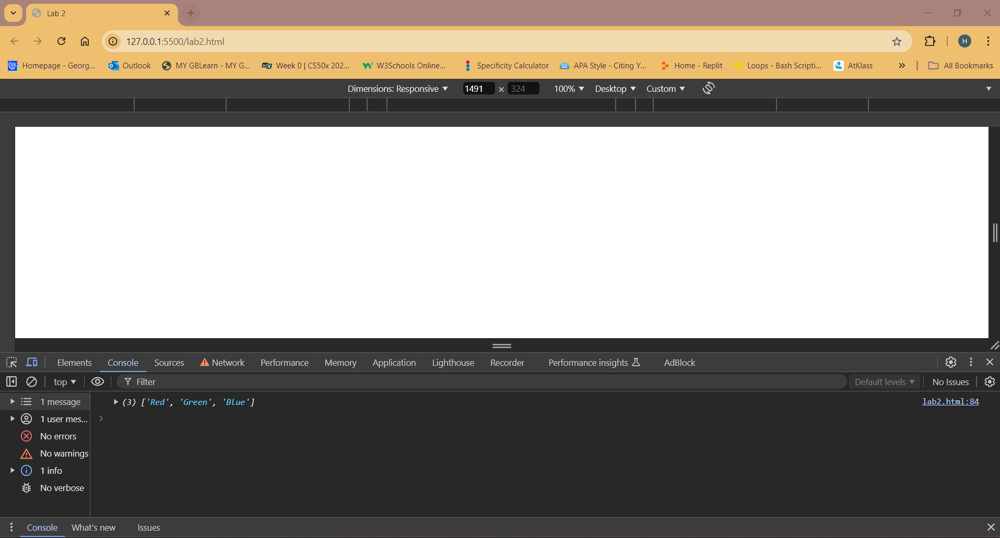 Lab 2
127.0.0.1:5500/lab2.html
H
Homepage - Georg... Outlook MY GBLearn - MY G... edX Week 0 | CS50x 202... W3Schools Online... Specificity Calculator APA Style - Citing Y... Home - Replit Loops - Bash Scripti... AtKlass » All Bookmarks
Dimensions: Responsive 1491 × 324 100% Desktop Custom
Elements Console Sources Network Performance Memory Application Lighthouse Recorder Performance insights AdBlock
top Filter Default levels No Issues
1 message (3) ['Red', 'Green', 'Blue'] lab2.html:84
1 user mes...
No errors
No warnings
1 info
No verbose
Console What's new Issues